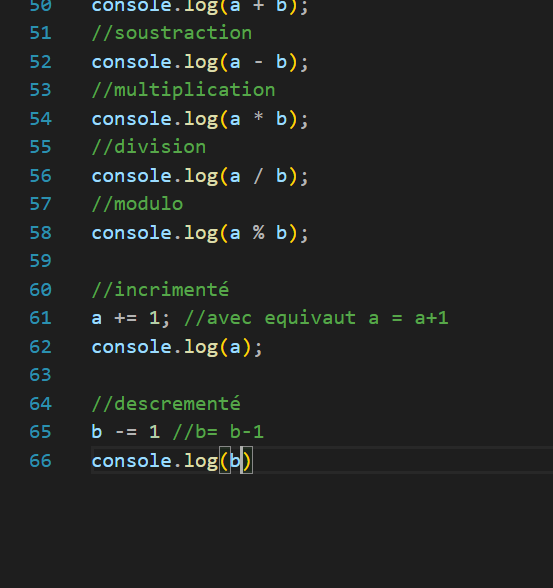 50 console.log(a + b);
51 //soustraction
52 console.log(a - b);
53 //multiplication
54 console.log(a * b);
55 //division
56 console.log(a / b);
57 //modulo
58 console.log(a % b);
59
60 //incrimenté
61 a += 1; //avec equivaut a = a+1
62 console.log(a);
63
64 //descrementé
65 b -= 1 //b= b-1
66 console.log(b)